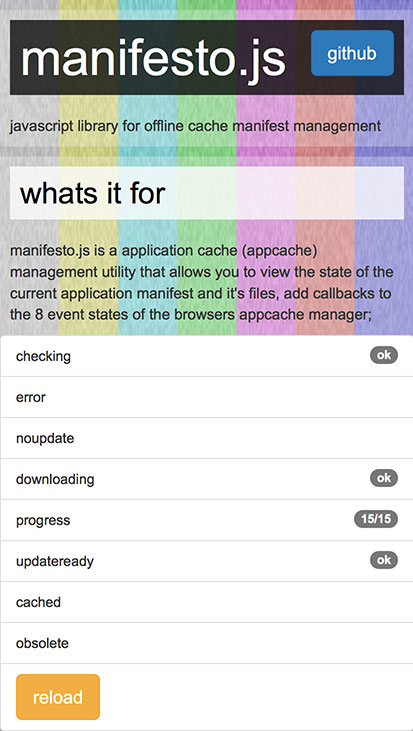 manifesto.js
github
javascript library for offline cache manifest management
whats it for
manifesto.js is a application cache (appcache)
management utility that allows you to view the state of the
current application manifest and it's files, add callbacks to
the 8 event states of the browsers appcache manager;
checking ok
error
noupdate
downloading ok
progress 15/15
updateready ok
cached
obsolete
reload